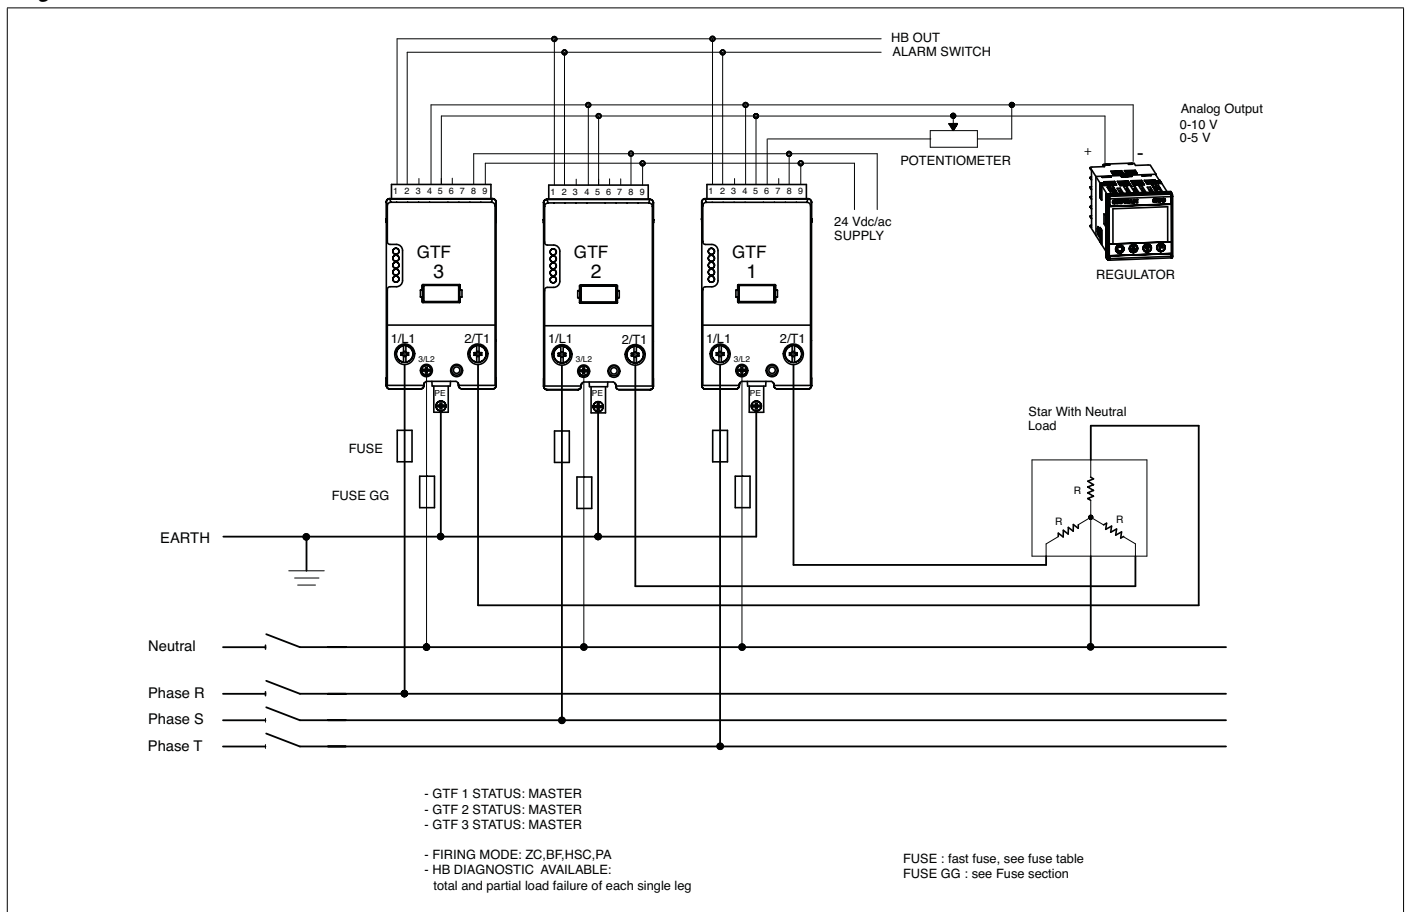 HB OUT
ALARM SWITCH
Analog Output
0-10 V
0-5 V
POTENTIOMETER
+ -
1 2 3 4 5 6 7 8 9
1 2 3 4 5 6 7 8 9
1 2 3 4 5 6 7 8 9
24 Vdc/ac
SUPPLY
GTF
3
GTF
2
GTF
1
REGULATOR
1/L1 2/T1
3/L2
PE
1/L1 2/T1
3/L2
PE
1/L1 2/T1
3/L2
PE
Star With Neutral
Load
FUSE
FUSE GG
R
R
R
EARTH
Neutral
Phase R
Phase S
Phase T
- GTF 1 STATUS: MASTER
- GTF 2 STATUS: MASTER
- GTF 3 STATUS: MASTER
- FIRING MODE: ZC,BF,HSC,PA
- HB DIAGNOSTIC AVAILABLE:
total and partial load failure of each single leg
FUSE : fast fuse, see fuse table
FUSE GG : see Fuse section